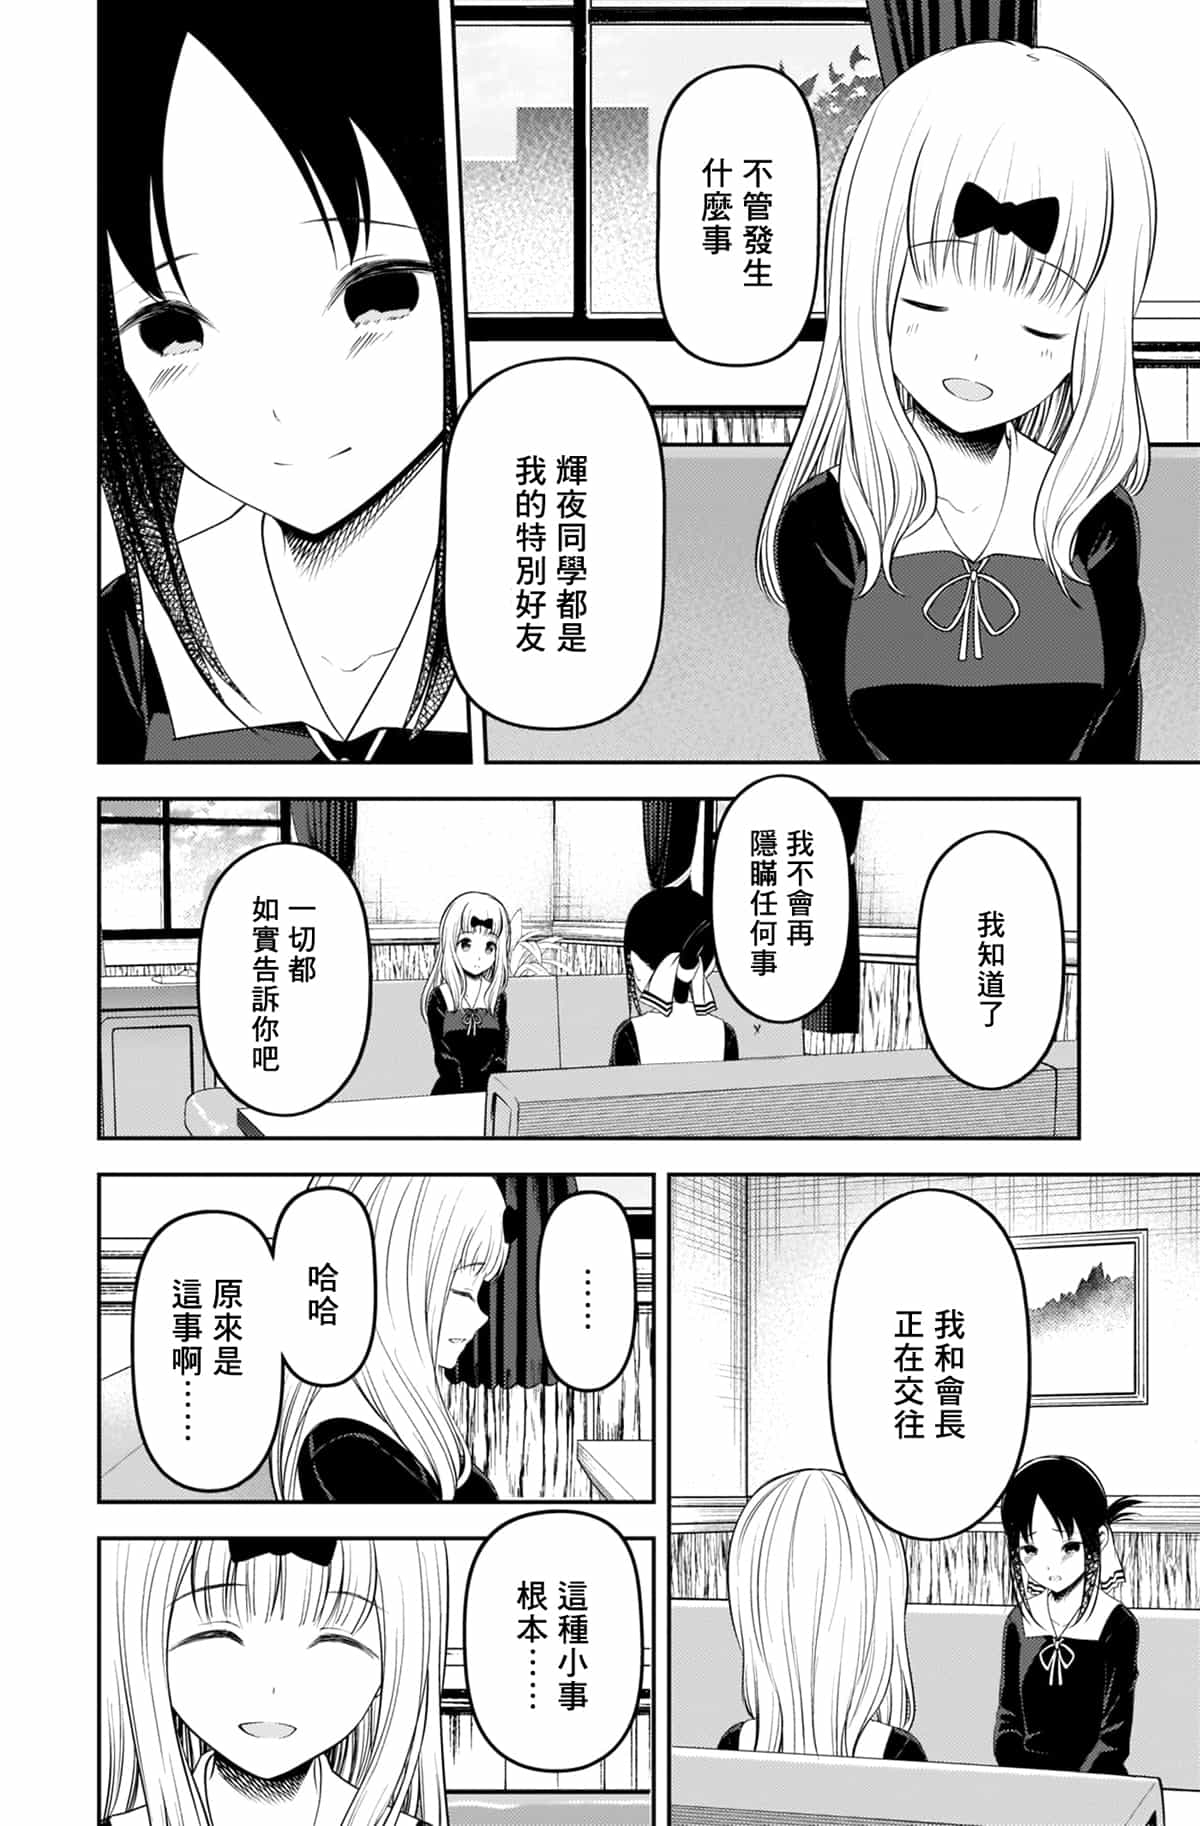 不管發生
什麼事
輝夜同學都是
我的特別好友
我知道了
我不會再
隱瞞任何事
一切都
如實告訴你吧
我和會長
正在交往
……
哈哈
原來是
這事啊……
這種小事
根本……